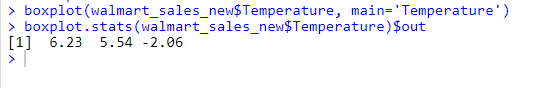 > boxplot(walmart_sales_new$Temperature, main='Temperature')
> boxplot.stats(walmart_sales_new$Temperature)$out
[1]  6.23  5.54 -2.06
>